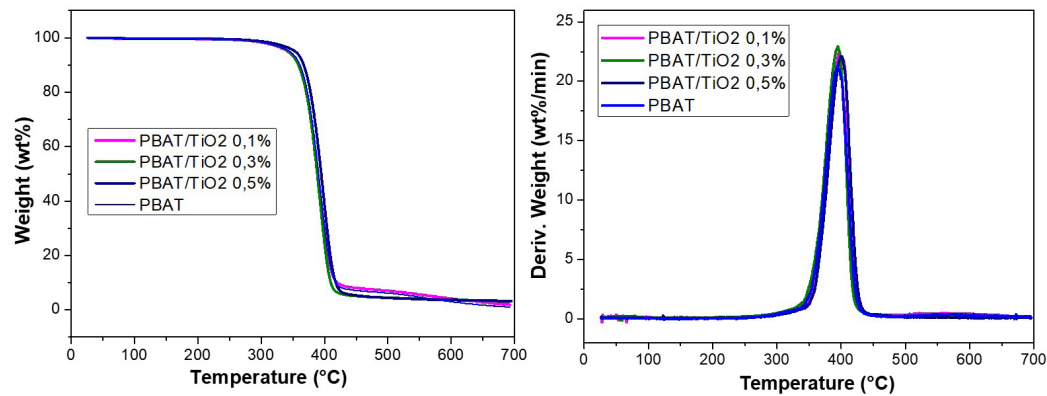 100
80
60
40
20
0
Weight (wt%)
PBAT/TiO2 0,1%
PBAT/TiO2 0,3%
PBAT/TiO2 0,5%
PBAT
0 100 200 300 400 500 600 700
Temperature (°C)
25
20
15
10
5
0
Deriv. Weight (wt%/min)
PBAT/TiO2 0,1%
PBAT/TiO2 0,3%
PBAT/TiO2 0,5%
PBAT
0 100 200 300 400 500 600 700
Temperature (°C)